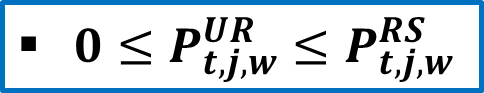 ▪ 0 ≤ P^{UR}_{t,j,w} ≤ P^{RS}_{t,j,w}